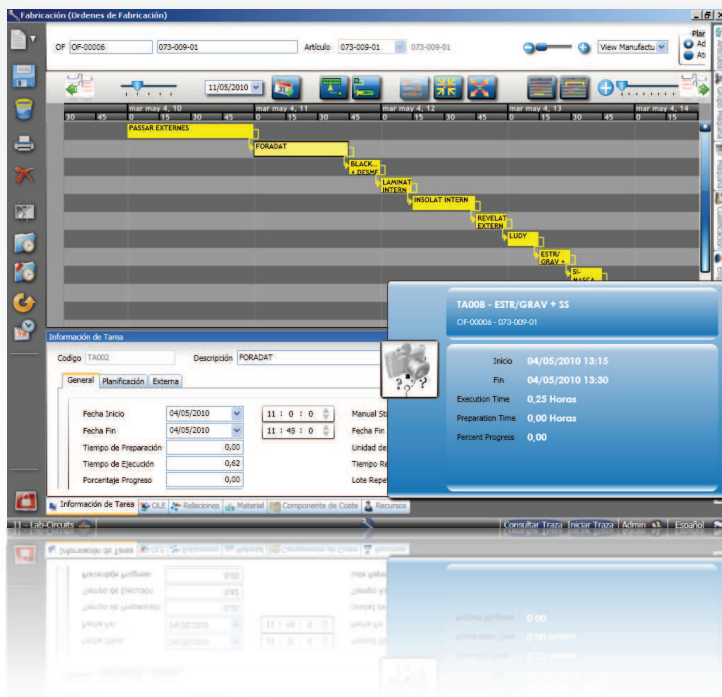 Fabricación (Ordenes de Fabricación)
OF OF-00006 073-009-01 Artículo 073-009-01 073-009-01 View Manufactu
Plar
Ad
11/05/2010
mar may 4, 10 mar may 4, 11 mar may 4, 12 mar may 4, 13 mar may 4, 14
30 45 0 15 30 45 0 15 30 45 0 15 30 45 0 15 30 45 0 15
PASSAR EXTERNES
FORADAT
BLACK...
+ DESME
LAMINAT
INTERN
INSOLAT INTERN
REVELAT
EXTERN
LUDY
ESTR/
GRAV +
SI-
TA008 - ESTR/GRAV + SS
OF-00006 - 073-009-01
Inicio 04/05/2010 13:15
Fin 04/05/2010 13:30
Execution Time 0,25 Horas
Preparation Time 0,00 Horas
Percent Progress 0,00
Información de Tarea
Codigo TA002 Descripción FORADAT
General Planificación Externa
Fecha Inicio 04/05/2010 11 : 0 : 0 Manual Sta
Fecha Fin 04/05/2010 11 : 45 : 0 Fecha Fin
Tiempo de Preparación 0,00 Unidad de
Tiempo de Ejecución 0,62 Tiempo Re
Porcentaje Progreso 0,00 Lote Repe
Información de Tarea OLE Relaciones Material Componente de Coste Recursos
11 - Lab-Circuits Consultar Traza Iniciar Traza Admin Español